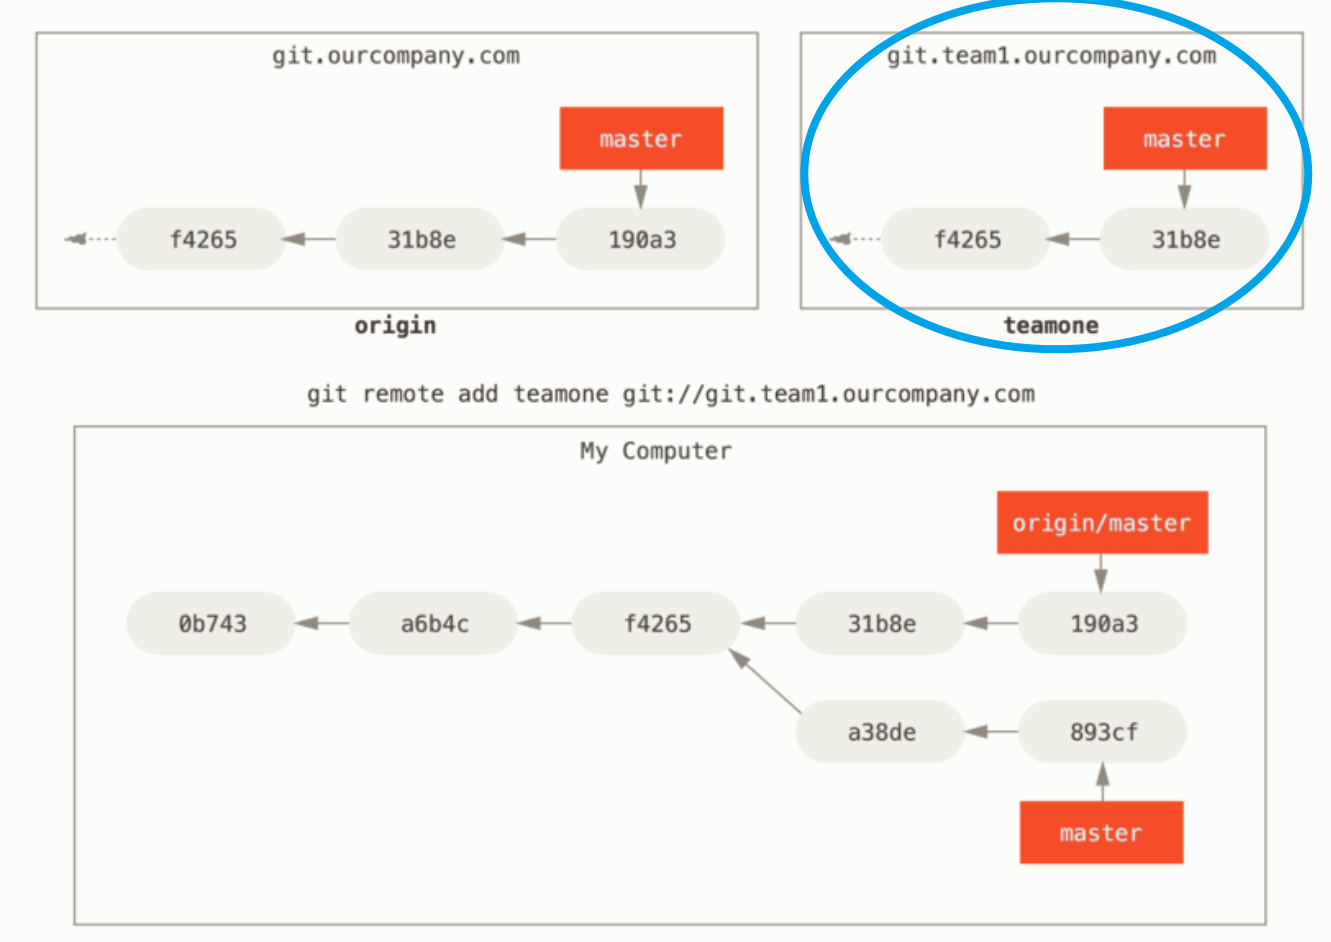 git.ourcompany.com
master
f4265
31b8e
190a3
origin
git.team1.ourcompany.com
master
f4265
31b8e
teamone
git remote add teamone git://git.team1.ourcompany.com
My Computer
origin/master
0b743
a6b4c
f4265
31b8e
190a3
a38de
893cf
master